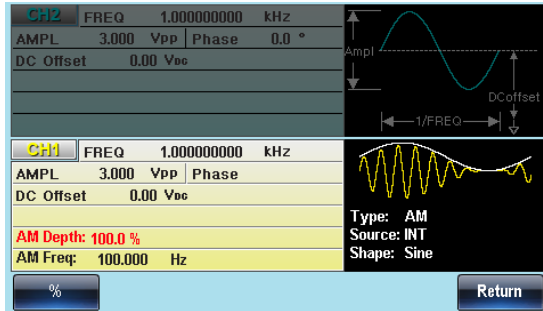 CH2 FREQ 1.000000000 kHz
AMPL 3.000 VPP Phase 0.0 °
DC Offset 0.00 VDC
Ampl
DCoffset
1/FREQ
CH1 FREQ 1.000000000 kHz
AMPL 3.000 VPP Phase
DC Offset 0.00 VDC
AM Depth: 100.0 %
AM Freq: 100.000 Hz
Type: AM
Source: INT
Shape: Sine
% Return